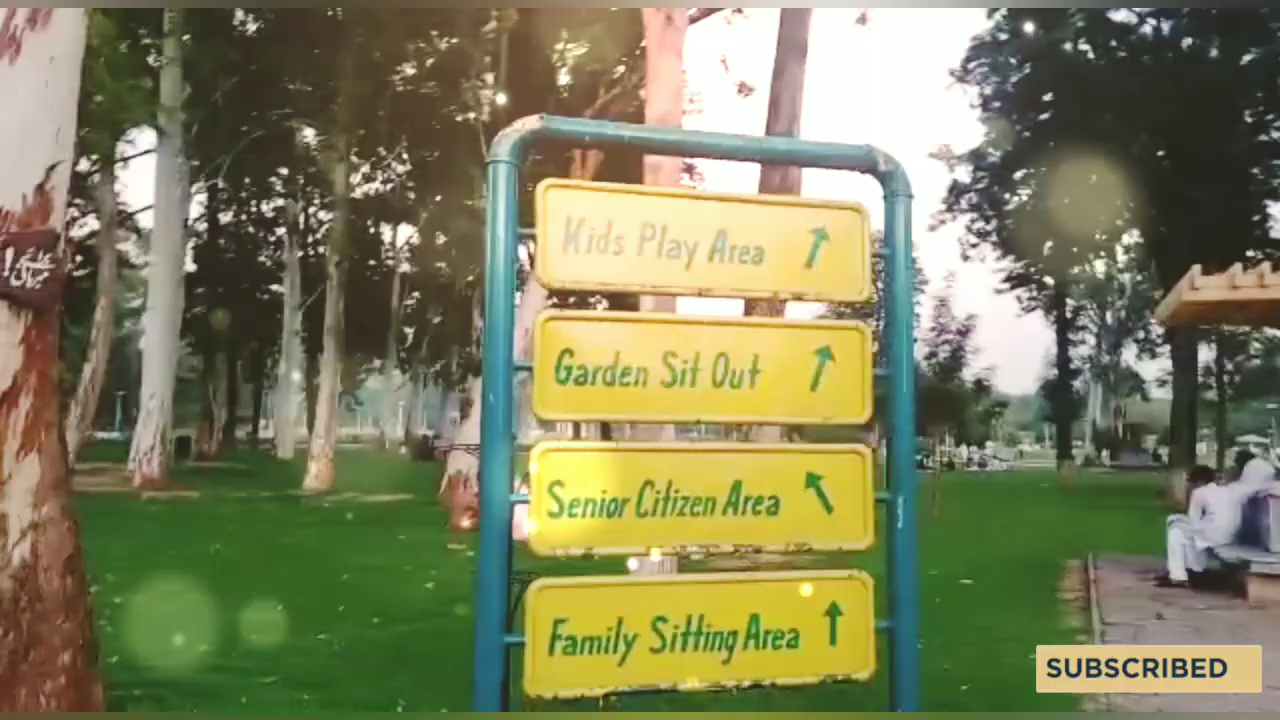 Kids Play Area
Garden Sit Out
Senior Citizen Area
Family Sitting Area
SUBSCRIBED